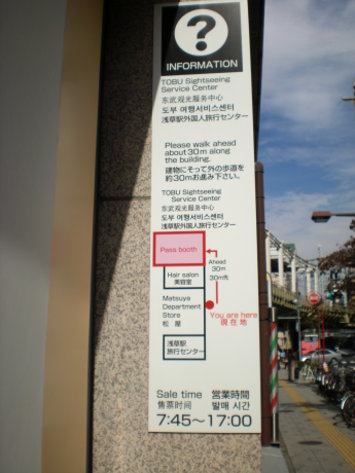 ?
INFORMATION
TOBU Sightseeing
Service Center
东武观光服务中心
도부 여행서비스센터
浅草駅外国人旅行センター
Please walk ahead
about 30m along
the building.
建物にそって外の歩道を
約30mお進み下さい。
TOBU Sightseeing
Service Center
东武观光服务中心
도부 여행서비스센터
浅草駅外国人旅行センター
Pass booth
Ahead
30m
30m先
Hair salon
美容室
Matsuya
Department
Store
松屋
You are here
現在地
浅草駅
旅行センター
Sale time 営業時間
售票时间 발매 시간
7:45~17:00